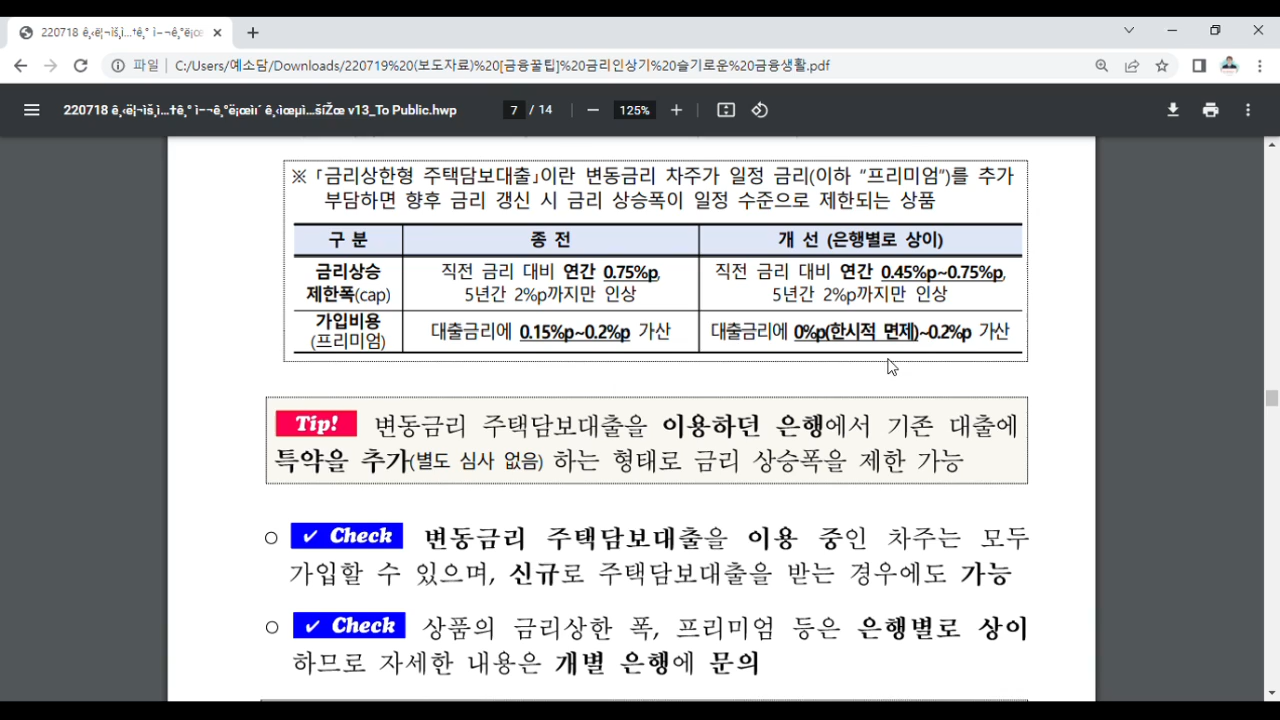 파일
C:/Users/예소담/Downloads/220719%20(보도자료)%20[금융꿀팁]%20금리인상기%20슬기로운%20금융생활.pdf
7 / 14
125%
※ 「금리상한형 주택담보대출」이란 변동금리 차주가 일정 금리(이하 "프리미엄")를 추가
부담하면 향후 금리 갱신 시 금리 상승폭이 일정 수준으로 제한되는 상품
구 분 종 전 개 선 (은행별로 상이)
금리상승 직전 금리 대비 연간 0.75%p, 직전 금리 대비 연간 0.45%p~0.75%p,
제한폭(cap) 5년간 2%p까지만 인상 5년간 2%p까지만 인상
가입비용 대출금리에 0.15%p~0.2%p 가산 대출금리에 0%p(한시적 면제)~0.2%p 가산
(프리미엄)
Tip! 변동금리 주택담보대출을 이용하던 은행에서 기존 대출에
특약을 추가(별도 심사 없음) 하는 형태로 금리 상승폭을 제한 가능
○ ✓ Check 변동금리 주택담보대출을 이용 중인 차주는 모두
가입할 수 있으며, 신규로 주택담보대출을 받는 경우에도 가능
○ ✓ Check 상품의 금리상한 폭, 프리미엄 등은 은행별로 상이
하므로 자세한 내용은 개별 은행에 문의